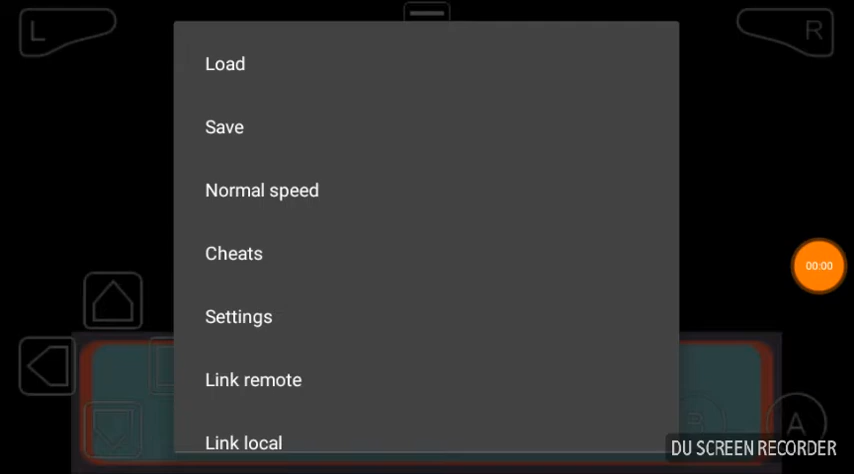 L
R
Load
Save
Normal speed
Cheats
00:00
Settings
Link remote
Link local
B
A
DU SCREEN RECORDER